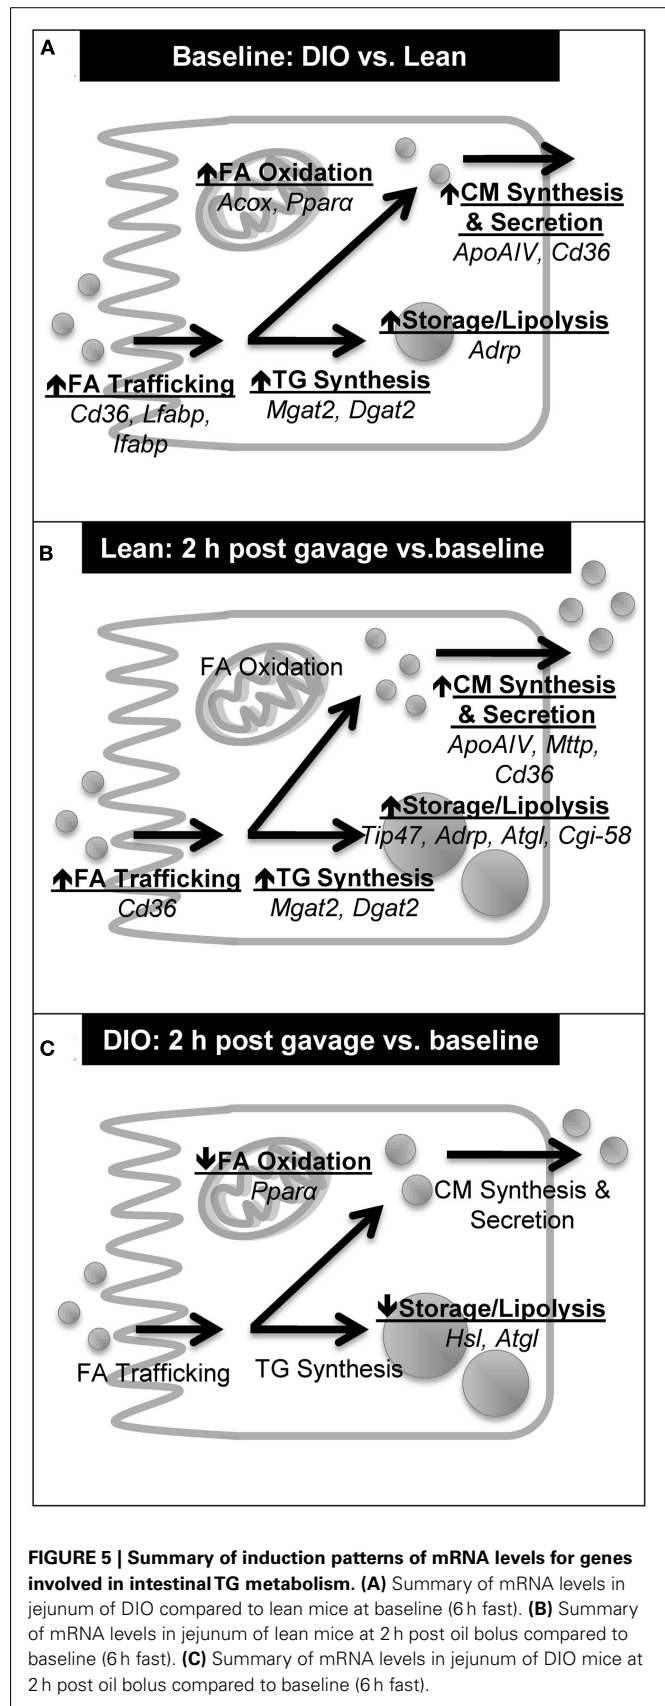 A
Baseline: DIO vs. Lean
↑FA Oxidation
Acox, Pparα
↑CM Synthesis
& Secretion
ApoAIV, Cd36
↑Storage/Lipolysis
Adrp
↑FA Trafficking
Cd36, Lfabp,
Ifabp
↑TG Synthesis
Mgat2, Dgat2
B
Lean: 2 h post gavage vs.baseline
FA Oxidation
↑CM Synthesis
& Secretion
ApoAIV, Mttp,
Cd36
↑Storage/Lipolysis
Tip47, Adrp, Atgl, Cgi-58
↑FA Trafficking
Cd36
↑TG Synthesis
Mgat2, Dgat2
C
DIO: 2 h post gavage vs. baseline
↓FA Oxidation
Pparα
CM Synthesis &
Secretion
↓Storage/Lipolysis
Hsl, Atgl
FA Trafficking
TG Synthesis
FIGURE 5 | Summary of induction patterns of mRNA levels for genes
involved in intestinal TG metabolism. (A) Summary of mRNA levels in
jejunum of DIO compared to lean mice at baseline (6 h fast). (B) Summary
of mRNA levels in jejunum of lean mice at 2 h post oil bolus compared to
baseline (6 h fast). (C) Summary of mRNA levels in jejunum of DIO mice at
2 h post oil bolus compared to baseline (6 h fast).